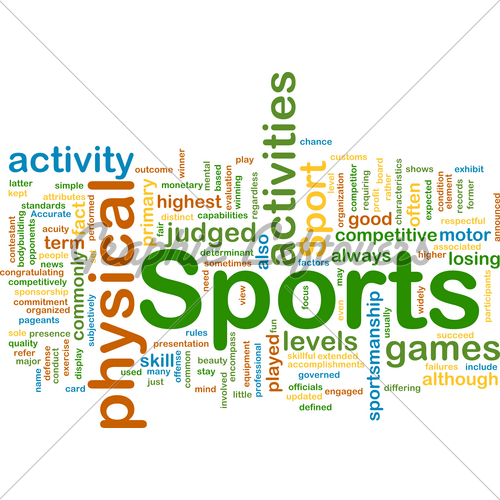 chance
activities
winner
outcome
play
activity
mental
based
evaluation
winning
regardless
customs
level
Sport
organization
competitor
requiring
profit
board
rather
shows
characteristics
often
expected
condition
elements
exhibit
records
former
introduced
latter
kept
simple
attributes
fact
physical
performed
primary
monetary
highest
distinct
capabilities
good
respectful
standards
Accurate
contestant
bodybuilding
opponents
acuity
term
people
news
list
fair
judged
also
competitive
motor
associated
determinant
need
sometimes
factors
always
higher
losing
congratulating
competitively
sponsorship
commitment
organized
pageants
commonly
subjectively
Sports
view
may
even
focus
sportsmanship
usually
widely
participants
sole
presence
quality
refer
major
name
defend
conduct
exercise
display
card
rules
presentation
skill
used
many
just
offense
common
beauty
stay
mind
involved
encompass
little
equipment
professional
played
fun
levels
skillful
extended
accomplishments
governed
officials
updated
defined
engaged
differing
succeed
games
failures
include
although